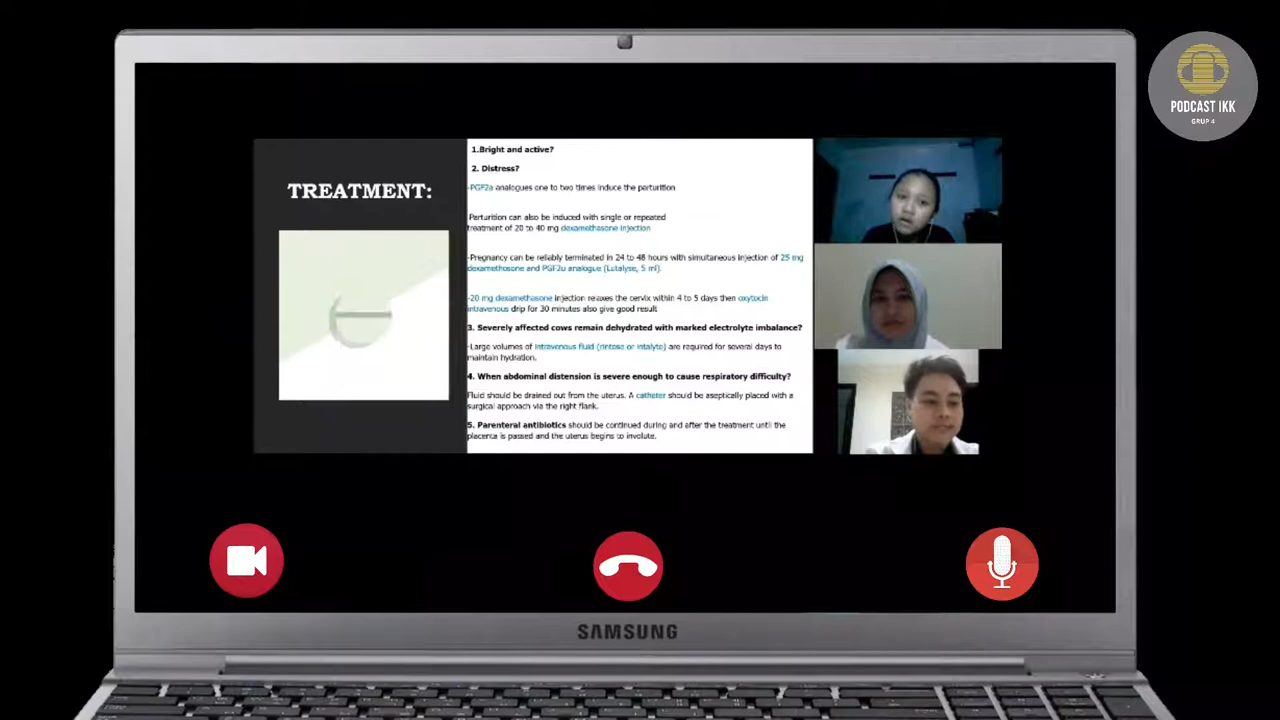 PODCAST IKK
GRUP 4
TREATMENT:
1.Bright and active?
2. Distress?
-PGF2a analogues one to two times induce the parturition
Parturition can also be induced with single or repeated
treatment of 20 to 40 mg dexamethasone injection
-Pregnancy can be reliably terminated in 24 to 48 hours with simultaneous injection of 25 mg
dexamethosone and PGF2u analogue (Lutalyse, 5 ml)
-20 mg dexamethasone injection relaxes the cervix within 4 to 5 days then oxytocin
intravenous drip for 30 minutes also give good result
3. Severely affected cows remain dehydrated with marked electrolyte imbalance?
-Large volumes of intravenous fluid (rintose or intalyte) are required for several days to
maintain hydration.
4. When abdominal distension is severe enough to cause respiratory difficulty?
Fluid should be drained out from the uterus. A catheter should be aseptically placed with a
surgical approach via the right flank.
5. Parenteral antibiotics should be continued during and after the treatment until the
placenta is passed and the uterus begins to involute.
SAMSUNG